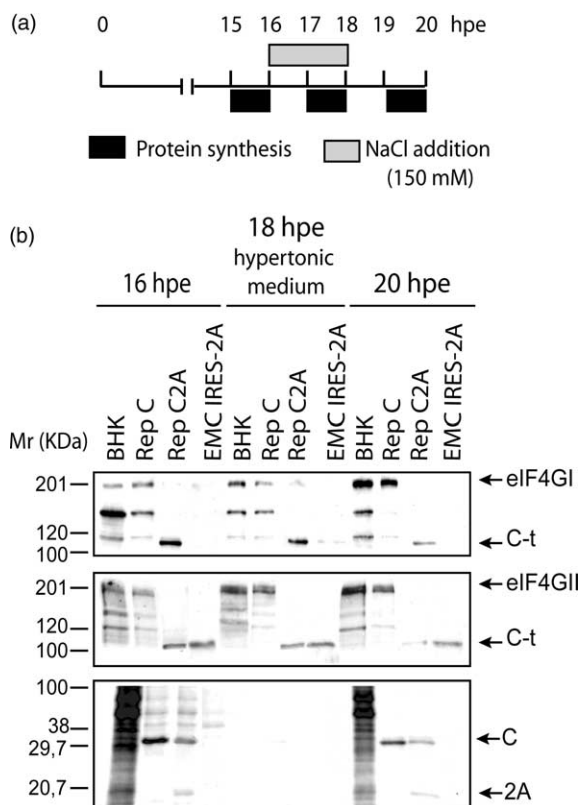 (a)
0 15 16 17 18 19 20 hpe
Protein synthesis
NaCl addition
(150 mM)
(b)
18 hpe
hypertonic
medium
16 hpe
20 hpe
BHK
Rep C
Rep C2A
EMC IRES-2A
BHK
Rep C
Rep C2A
EMC IRES-2A
BHK
Rep C
Rep C2A
EMC IRES-2A
Mr (KDa)
201
120
100
eIF4GI
C-t
201
120
100
eIF4GII
C-t
100
38
29,7
20,7
C
2A